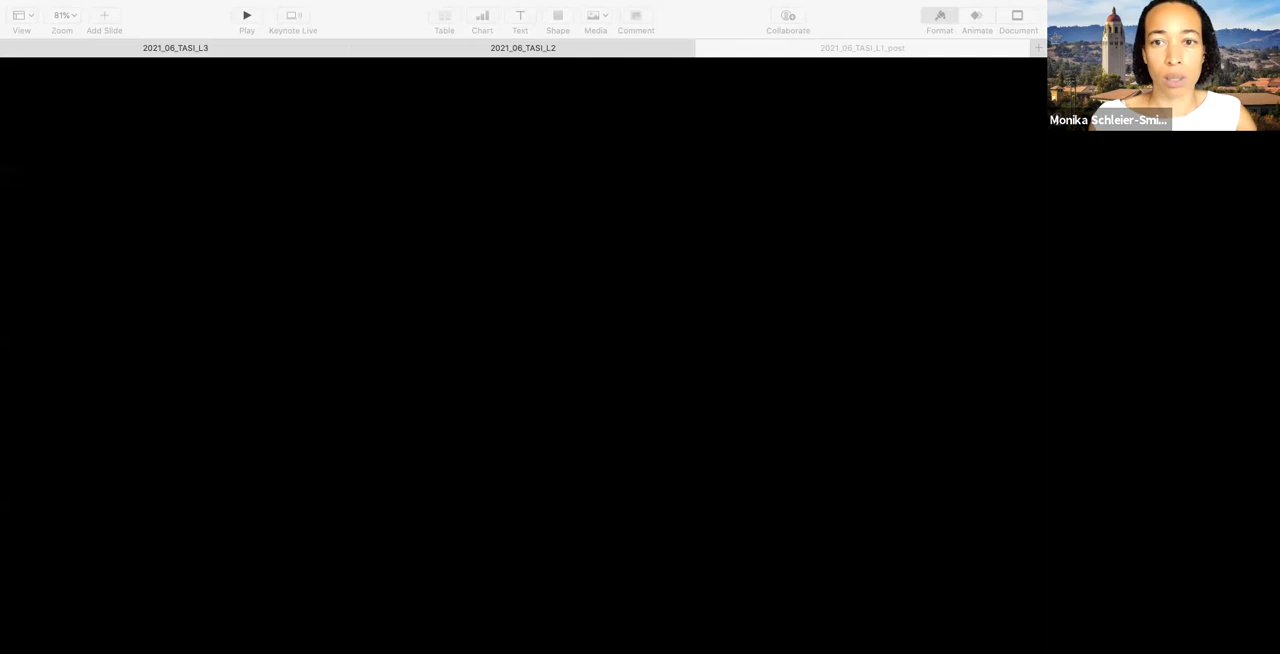 81%
View Zoom Add Slide Play Keynote Live Table Chart Text Shape Media Comment Collaborate Format Animate Document
2021_06_TASI_L3 2021_06_TASI_L2 2021_06_TASI_L1_post
Monika Schleier-Smi...